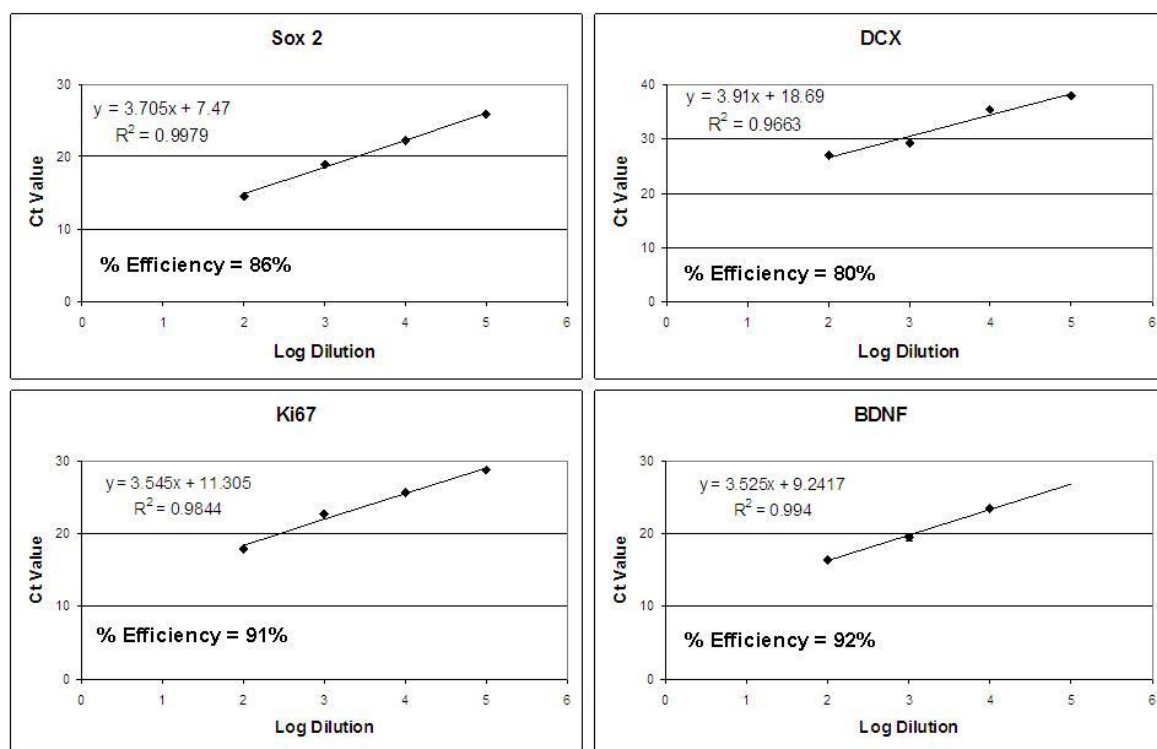 Sox 2
y = 3.705x + 7.47
R² = 0.9979
% Efficiency = 86%
Ct Value
30
20
10
0
0 1 2 3 4 5 6
Log Dilution
DCX
y = 3.91x + 18.69
R² = 0.9663
% Efficiency = 80%
Ct Value
40
30
20
10
0
0 1 2 3 4 5 6
Log Dilution
Ki67
y = 3.545x + 11.305
R² = 0.9844
% Efficiency = 91%
Ct Value
30
20
10
0
0 1 2 3 4 5 6
Log Dilution
BDNF
y = 3.525x + 9.2417
R² = 0.994
% Efficiency = 92%
Ct Value
30
20
10
0
0 1 2 3 4 5 6
Log Dilution